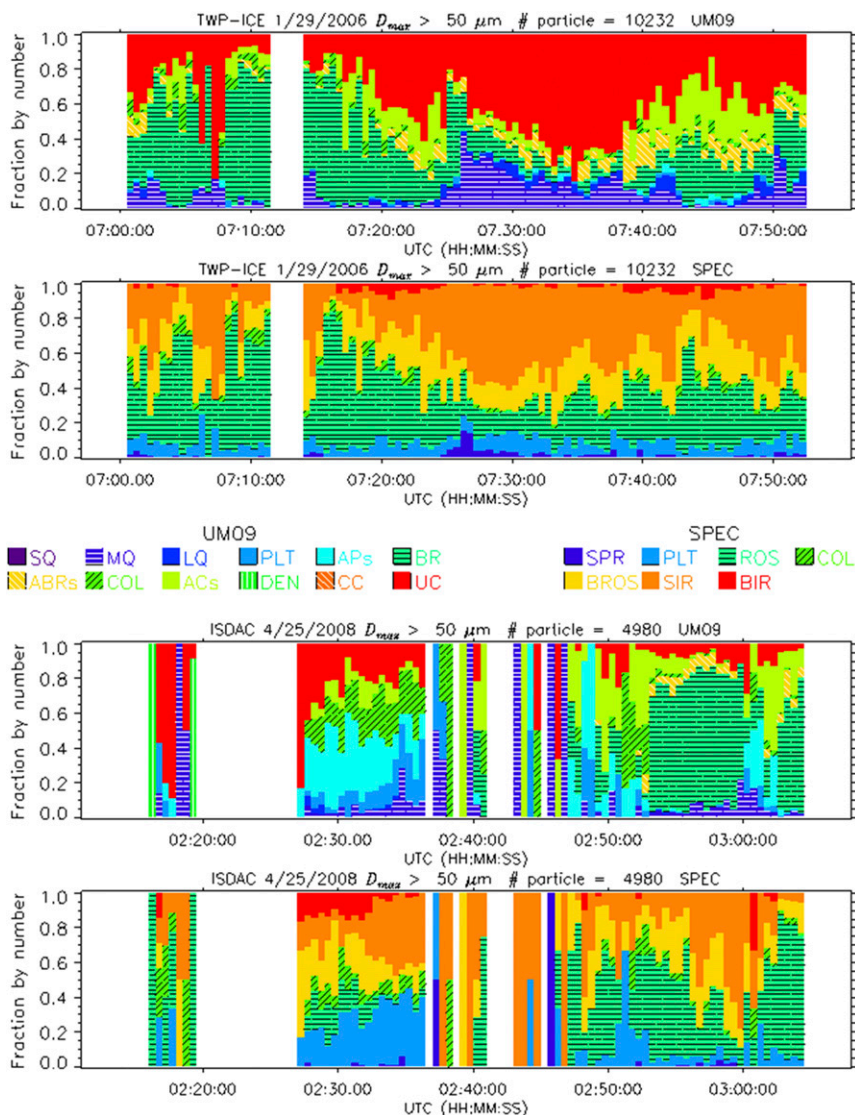 TWP-ICE 1/29/2006 Dmax > 50 μm # particle = 10232 UM09
Fraction by number
1.0
0.8
0.6
0.4
0.2
0.0
07:00:00 07:10:00 07:20:00 07:30:00 07:40:00 07:50:00
UTC (HH:MM:SS)
TWP-ICE 1/29/2006 Dmax > 50 μm # particle = 10232 SPEC
Fraction by number
1.0
0.8
0.6
0.4
0.2
0.0
07:00:00 07:10:00 07:20:00 07:30:00 07:40:00 07:50:00
UTC (HH:MM:SS)
UM09 SPEC
SQ MQ LQ PLT APs BR SPR PLT ROS COL
ABRs COL ACs DEN CC UC BROS SIR BIR
ISDAC 4/25/2008 Dmax > 50 μm # particle = 4980 UM09
Fraction by number
1.0
0.8
0.6
0.4
0.2
0.0
02:20:00 02:30:00 02:40:00 02:50:00 03:00:00
UTC (HH:MM:SS)
ISDAC 4/25/2008 Dmax > 50 μm # particle = 4980 SPEC
Fraction by number
1.0
0.8
0.6
0.4
0.2
0.0
02:20:00 02:30:00 02:40:00 02:50:00 03:00:00
UTC (HH:MM:SS)